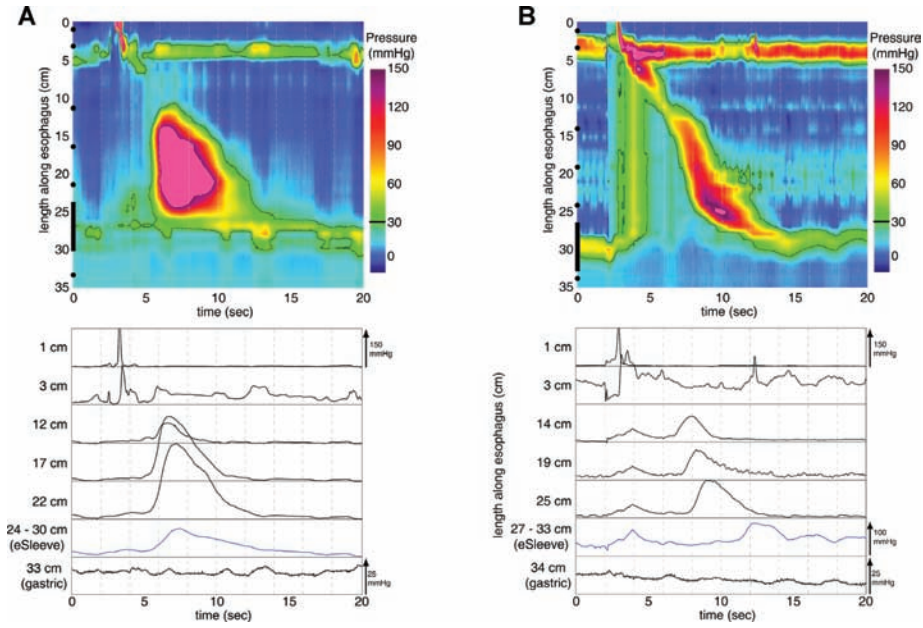 A
Pressure
(mmHg)
150
120
90
60
30
0
length along esophagus (cm)
0
5
10
15
20
25
30
35
0
5
10
15
20
time (sec)
1 cm
3 cm
12 cm
17 cm
22 cm
24 - 30 cm
(eSleeve)
33 cm
(gastric)
150
mmHg
25
mmHg
0
5
10
15
20
time (sec)
B
Pressure
(mmHg)
150
120
90
60
30
0
length along esophagus (cm)
0
5
10
15
20
25
30
35
0
5
10
15
20
time (sec)
length along esophagus (cm)
1 cm
3 cm
14 cm
19 cm
25 cm
27 - 33 cm
(eSleeve)
34 cm
(gastric)
150
mmHg
100
mmHg
25
mmHg
0
5
10
15
20
time (sec)